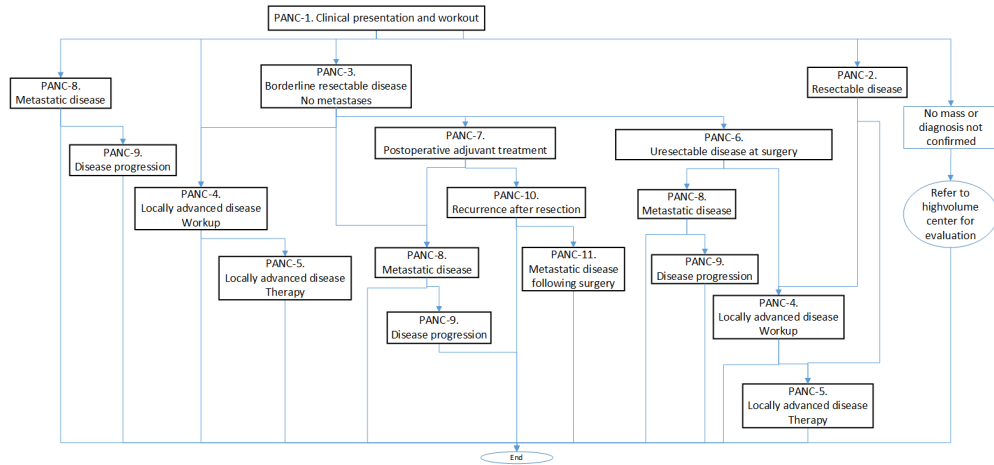 PANC-1. Clinical presentation and workout
PANC-8.
Metastatic disease
PANC-3.
Borderline resectable disease
No metastases
PANC-2.
Resectable disease
No mass or
diagnosis not
confirmed
PANC-9.
Disease progression
PANC-7.
Postoperative adjuvant treatment
PANC-6.
Uresectable disease at surgery
PANC-4.
Locally advanced disease
Workup
PANC-10.
Recurrence after resection
PANC-8.
Metastatic disease
Refer to
highvolume
center for
evaluation
PANC-5.
Locally advanced disease
Therapy
PANC-8.
Metastatic disease
PANC-11.
Metastatic disease
following surgery
PANC-9.
Disease progression
PANC-4.
Locally advanced disease
Workup
PANC-9.
Disease progression
PANC-5.
Locally advanced disease
Therapy
End